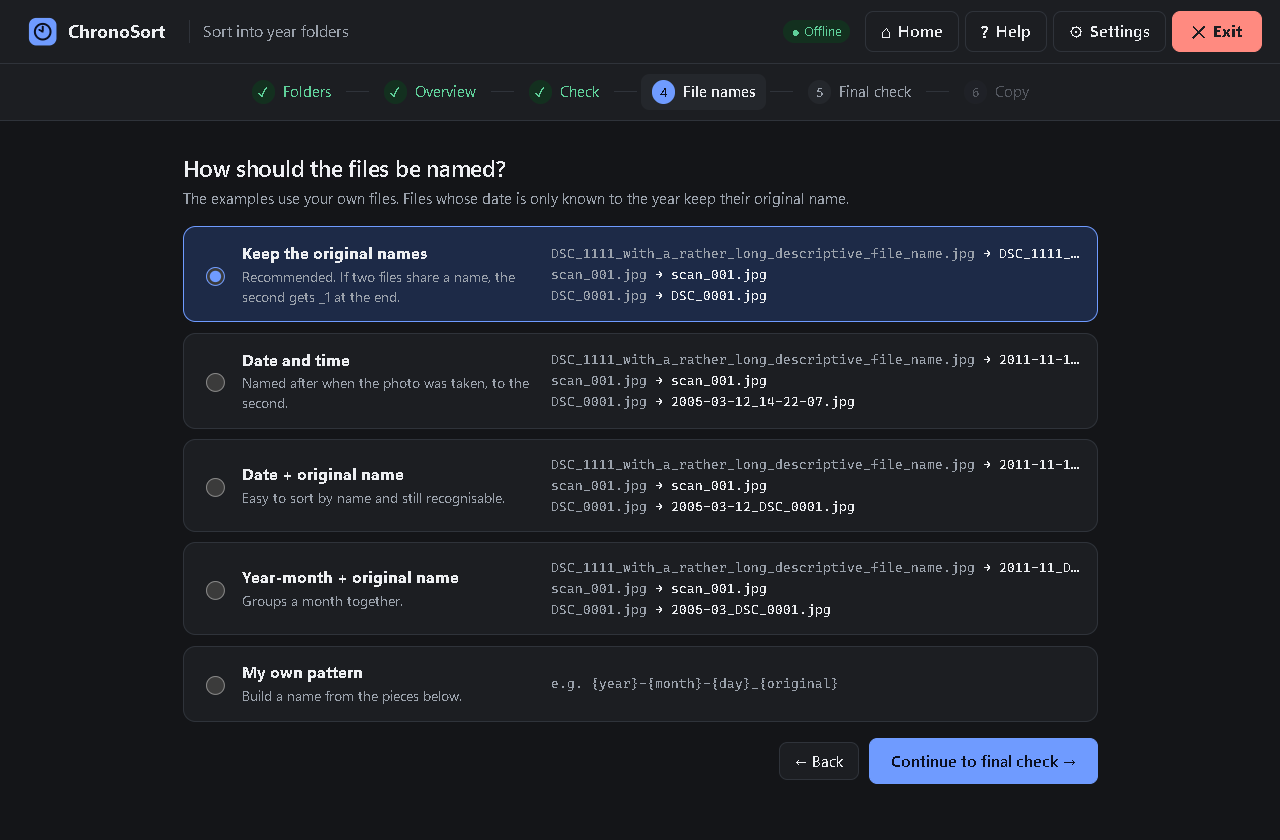 ChronoSort
Sort into year folders
Offline
Home
? Help
Settings
Exit
Folders
Overview
Check
4 File names
5 Final check
6 Copy
How should the files be named?
The examples use your own files. Files whose date is only known to the year keep their original name.
Keep the original names
Recommended. If two files share a name, the
second gets _1 at the end.
DSC_1111_with_a_rather_long_descriptive_file_name.jpg → DSC_1111_…
scan_001.jpg → scan_001.jpg
DSC_0001.jpg → DSC_0001.jpg
Date and time
Named after when the photo was taken, to the
second.
DSC_1111_with_a_rather_long_descriptive_file_name.jpg → 2011-11-1…
scan_001.jpg → scan_001.jpg
DSC_0001.jpg → 2005-03-12_14-22-07.jpg
Date + original name
Easy to sort by name and still recognisable.
DSC_1111_with_a_rather_long_descriptive_file_name.jpg → 2011-11-1…
scan_001.jpg → scan_001.jpg
DSC_0001.jpg → 2005-03-12_DSC_0001.jpg
Year-month + original name
Groups a month together.
DSC_1111_with_a_rather_long_descriptive_file_name.jpg → 2011-11_D…
scan_001.jpg → scan_001.jpg
DSC_0001.jpg → 2005-03_DSC_0001.jpg
My own pattern
Build a name from the pieces below.
e.g. {year}-{month}-{day}_{original}
← Back
Continue to final check →